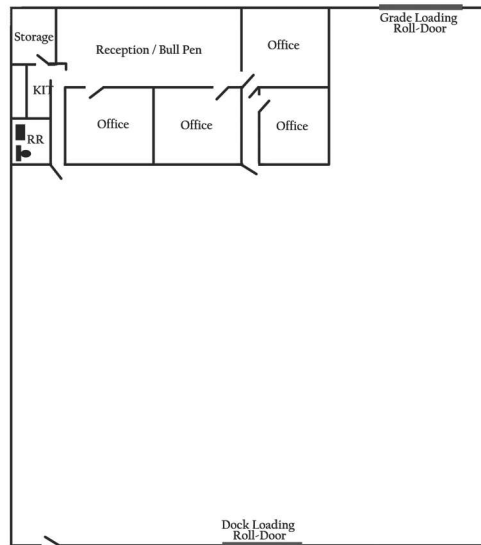 Grade Loading
Roll-Door
Storage
Reception / Bull Pen
Office
KIT
Office
Office
Office
RR
Dock Loading
Roll-Door